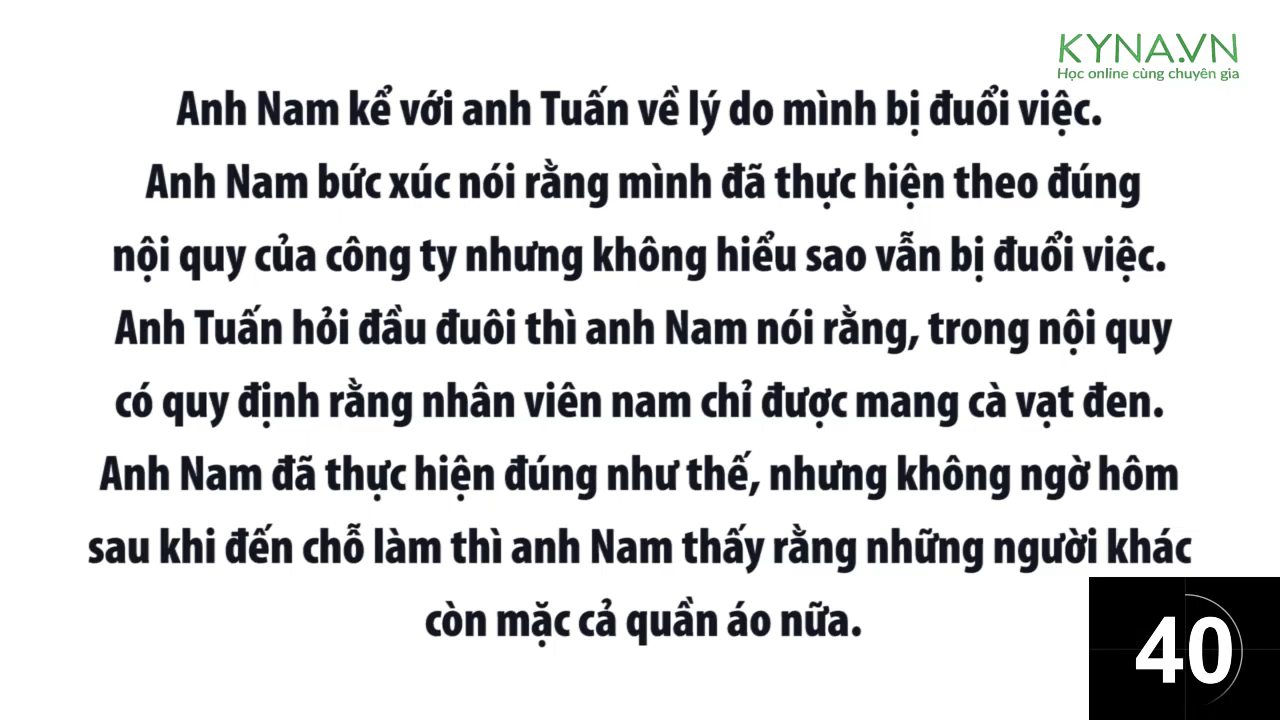 KYNA.VN
Học online cùng chuyên gia
Anh Nam kể với anh Tuấn về lý do mình bị đuổi việc.
Anh Nam bức xúc nói rằng mình đã thực hiện theo đúng
nội quy của công ty nhưng không hiểu sao vẫn bị đuổi việc.
Anh Tuấn hỏi đầu đuôi thì anh Nam nói rằng, trong nội quy
có quy định rằng nhân viên nam chỉ được mang cà vạt đen.
Anh Nam đã thực hiện đúng như thế, nhưng không ngờ hôm
sau khi đến chỗ làm thì anh Nam thấy rằng những người khác
còn mặc cả quần áo nữa.
40